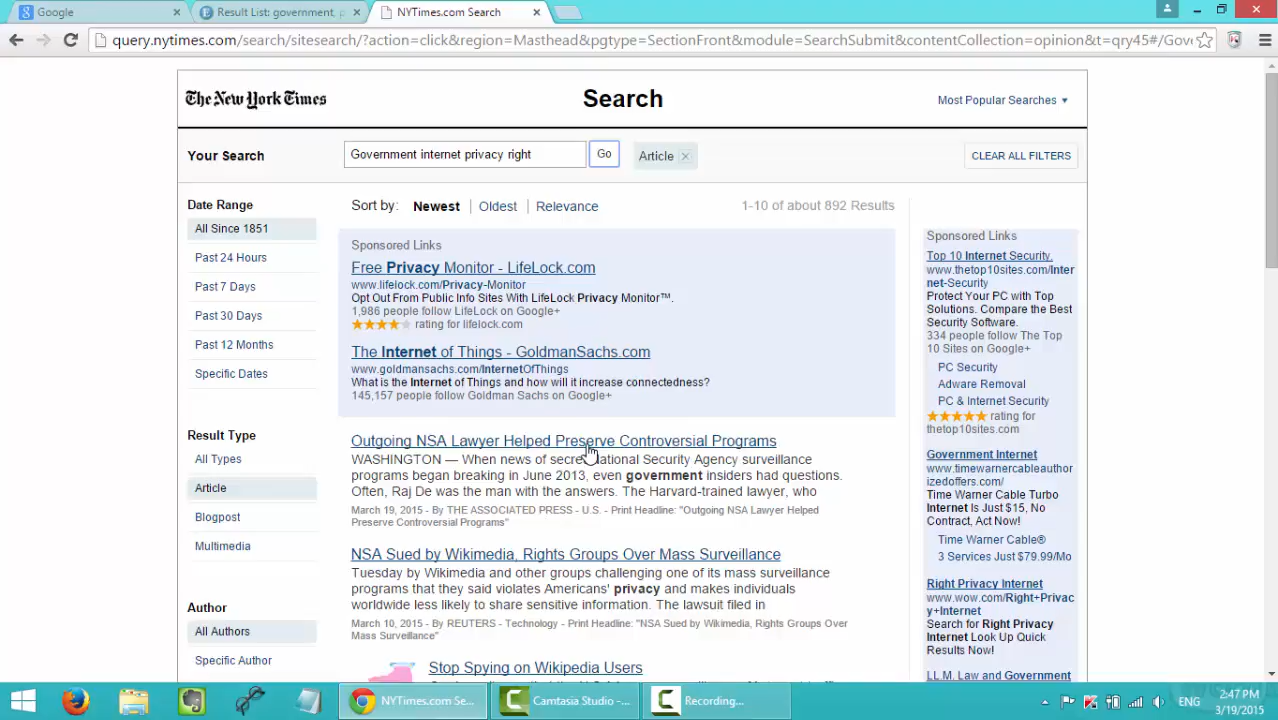 Google
Result List: government, p
NYTimes.com Search
query.nytimes.com/search/sitesearch/?action=click&region=Masthead&pgtype=SectionFront&module=SearchSubmit&contentCollection=opinion&t=qry45#/Gov
The New York Times
Search
Most Popular Searches
Your Search
Government internet privacy right
Go
Article
CLEAR ALL FILTERS
Date Range
All Since 1851
Past 24 Hours
Past 7 Days
Past 30 Days
Past 12 Months
Specific Dates
Result Type
All Types
Article
Blogpost
Multimedia
Author
All Authors
Specific Author
Sort by: Newest | Oldest | Relevance
1-10 of about 892 Results
Sponsored Links
Free Privacy Monitor - LifeLock.com
www.lifelock.com/Privacy-Monitor
Opt Out From Public Info Sites With LifeLock Privacy Monitor™.
1,986 people follow LifeLock on Google+
rating for lifelock.com
The Internet of Things - GoldmanSachs.com
www.goldmansachs.com/InternetOfThings
What is the Internet of Things and how will it increase connectedness?
145,157 people follow Goldman Sachs on Google+
Outgoing NSA Lawyer Helped Preserve Controversial Programs
WASHINGTON — When news of secret National Security Agency surveillance
programs began breaking in June 2013, even government insiders had questions.
Often, Raj De was the man with the answers. The Harvard-trained lawyer, who
March 19, 2015 - By THE ASSOCIATED PRESS - U.S. - Print Headline: "Outgoing NSA Lawyer Helped
Preserve Controversial Programs"
NSA Sued by Wikimedia, Rights Groups Over Mass Surveillance
Tuesday by Wikimedia and other groups challenging one of its mass surveillance
programs that they said violates Americans' privacy and makes individuals
worldwide less likely to share sensitive information. The lawsuit filed in
March 10, 2015 - By REUTERS - Technology - Print Headline: "NSA Sued by Wikimedia, Rights Groups Over
Mass Surveillance"
Stop Spying on Wikipedia Users
Sponsored Links
Top 10 Internet Security.
www.thetop10sites.com/Inter
net-Security
Protect Your PC with Top
Solutions. Compare the Best
Security Software.
334 people follow The Top
10 Sites on Google+
PC Security
Adware Removal
PC & Internet Security
rating for
thetop10sites.com
Government Internet
www.timewarnercableauthor
izedoffers.com/
Time Warner Cable Turbo
Internet Is Just $15, No
Contract, Act Now!
Time Warner Cable®
3 Services Just $79.99/Mo
Right Privacy Internet
www.wow.com/Right+Privac
y+Internet
Search for Right Privacy
Internet Look Up Quick
Results Now!
LL.M. Law and Government
NYTimes.com Se...
Camtasia Studio -...
Recording...
ENG
2:47 PM
3/19/2015